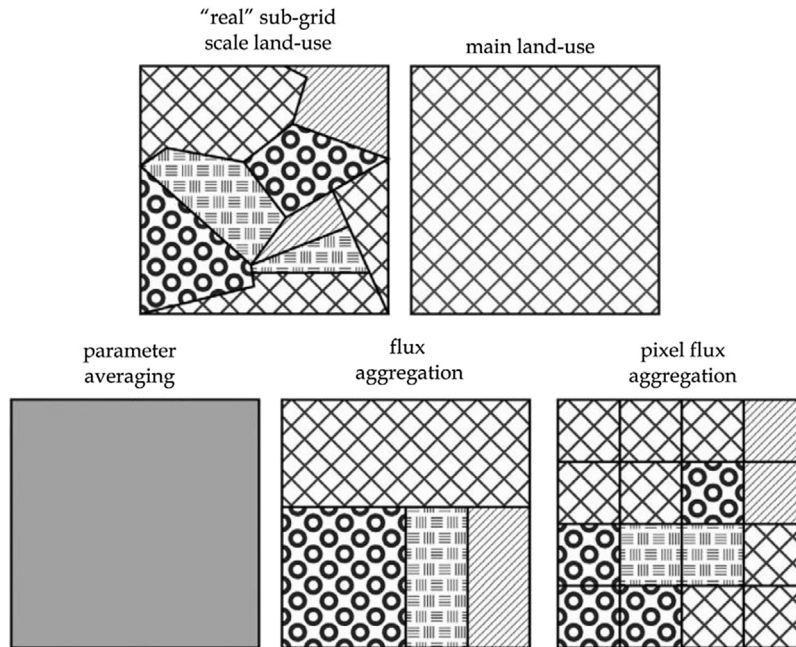 “real” sub-grid
scale land-use
main land-use
parameter
averaging
flux
aggregation
pixel flux
aggregation